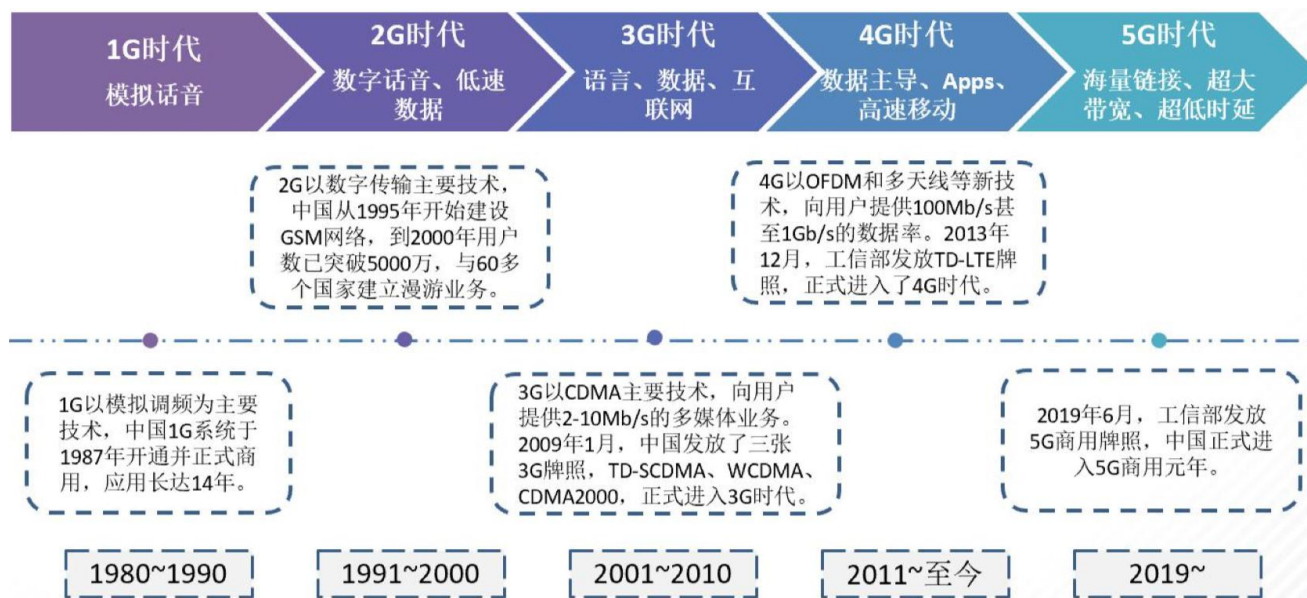 1G时代
模拟话音
2G时代
数字话音、低速
数据
3G时代
语言、数据、互
联网
4G时代
数据主导、Apps、
高速移动
5G时代
海量链接、超大
带宽、超低时延
2G以数字传输主要技术，
中国从1995年开始建设
GSM网络，到2000年用户
数已突破5000万，与60多
个国家建立漫游业务。
4G以OFDM和多天线等新技
术，向用户提供100Mb/s甚
至1Gb/s的数据率。2013年
12月，工信部发放TD-LTE牌
照，正式进入了4G时代。
1G以模拟调频为主要
技术，中国1G系统于
1987年开通并正式商
用，应用长达14年。
3G以CDMA主要技术，向用户
提供2-10Mb/s的多媒体业务。
2009年1月，中国发放了三张
3G牌照，TD-SCDMA、WCDMA、
CDMA2000，正式进入3G时代。
2019年6月，工信部发放
5G商用牌照，中国正式进
入5G商用元年。
1980~1990
1991~2000
2001~2010
2011~至今
2019~